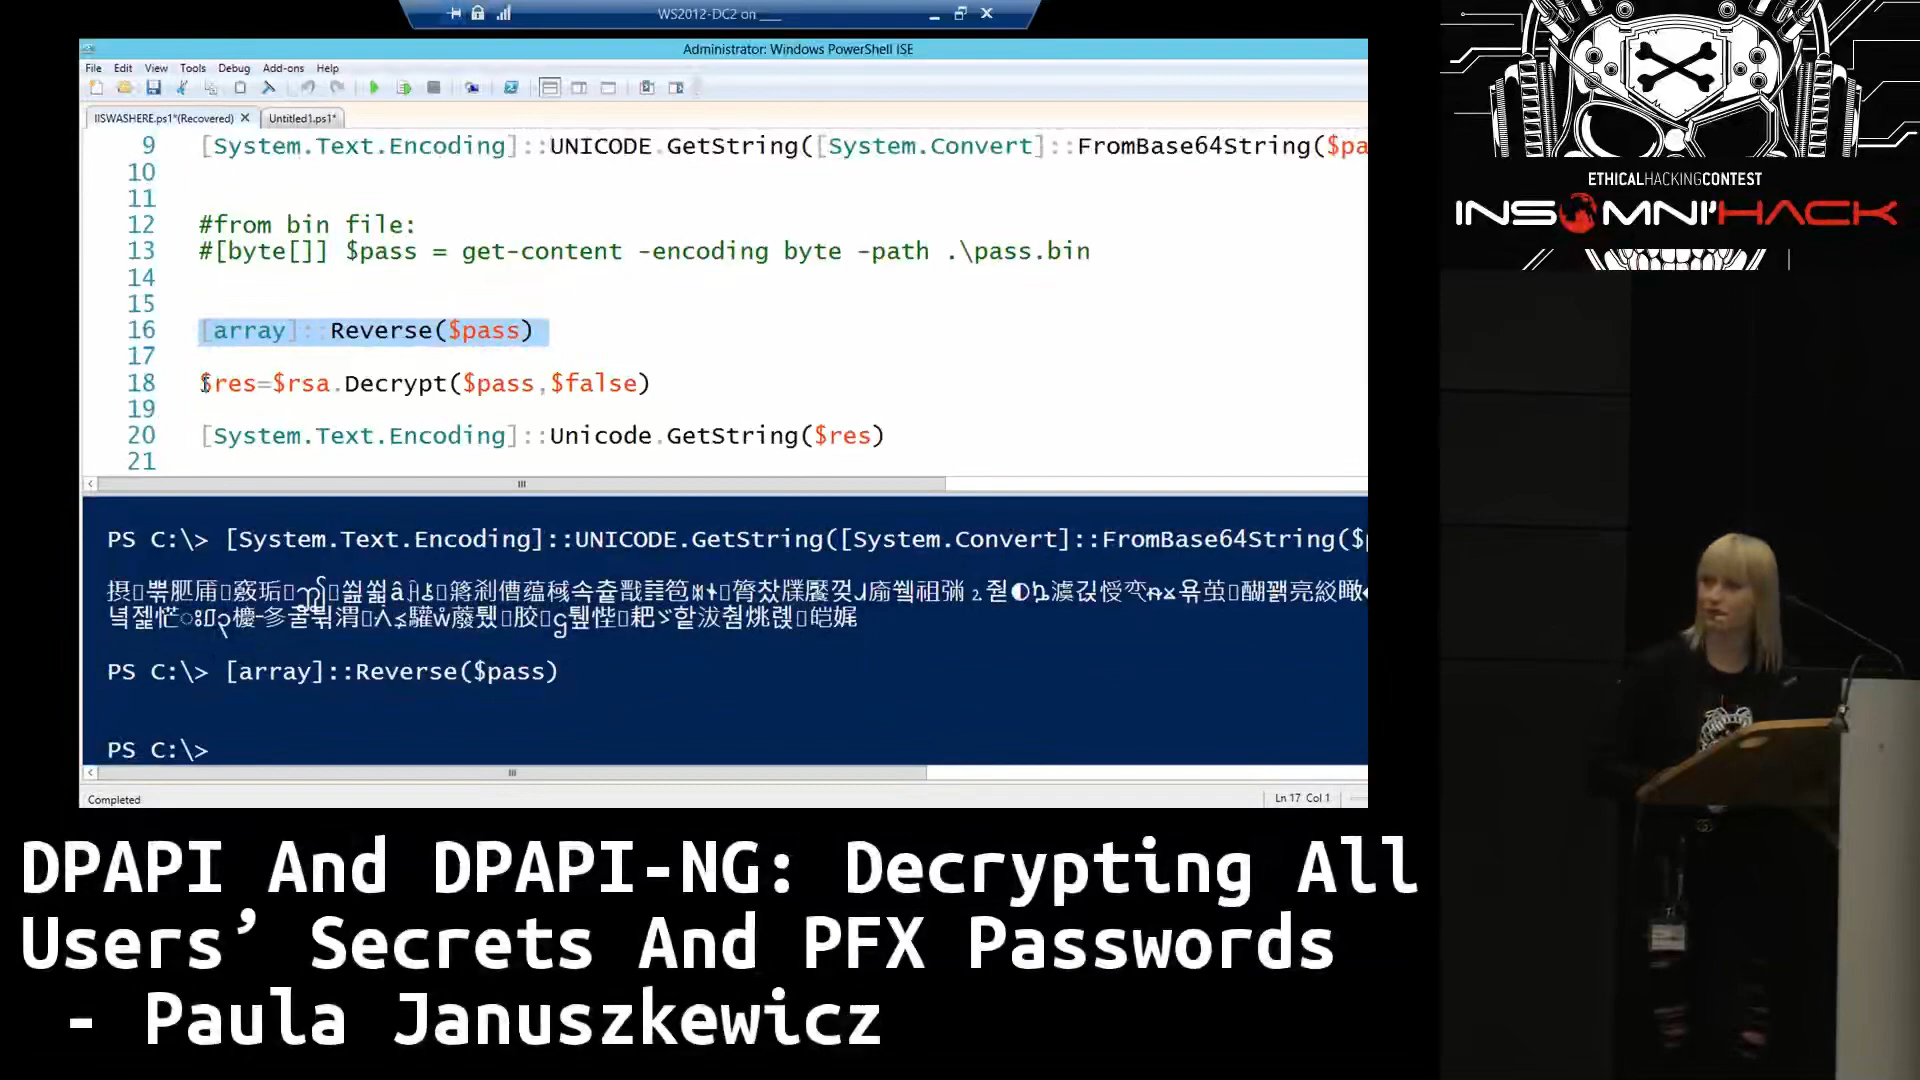 WS2012-DC2 on ___
Administrator: Windows PowerShell ISE
File Edit View Tools Debug Add-ons Help
IISWASHERE.ps1*(Recovered) Untitled1.ps1*
9 [System.Text.Encoding]::UNICODE.GetString([System.Convert]::FromBase64String($pa
10
11
12 #from bin file:
13 #[byte[]] $pass = get-content -encoding byte -path .\pass.bin
14
15
16 [array]::Reverse($pass)
17
18 $res=$rsa.Decrypt($pass,$false)
19
20 [System.Text.Encoding]::Unicode.GetString($res)
21
PS C:\> [System.Text.Encoding]::UNICODE.GetString([System.Convert]::FromBase64String($p
PS C:\> [array]::Reverse($pass)
PS C:\>
Completed
Ln 17 Col 1
ETHICALHACKINGCONTEST
INSOMNI'HACK
DPAPI And DPAPI-NG: Decrypting All
Users’ Secrets And PFX Passwords
- Paula Januszkewicz